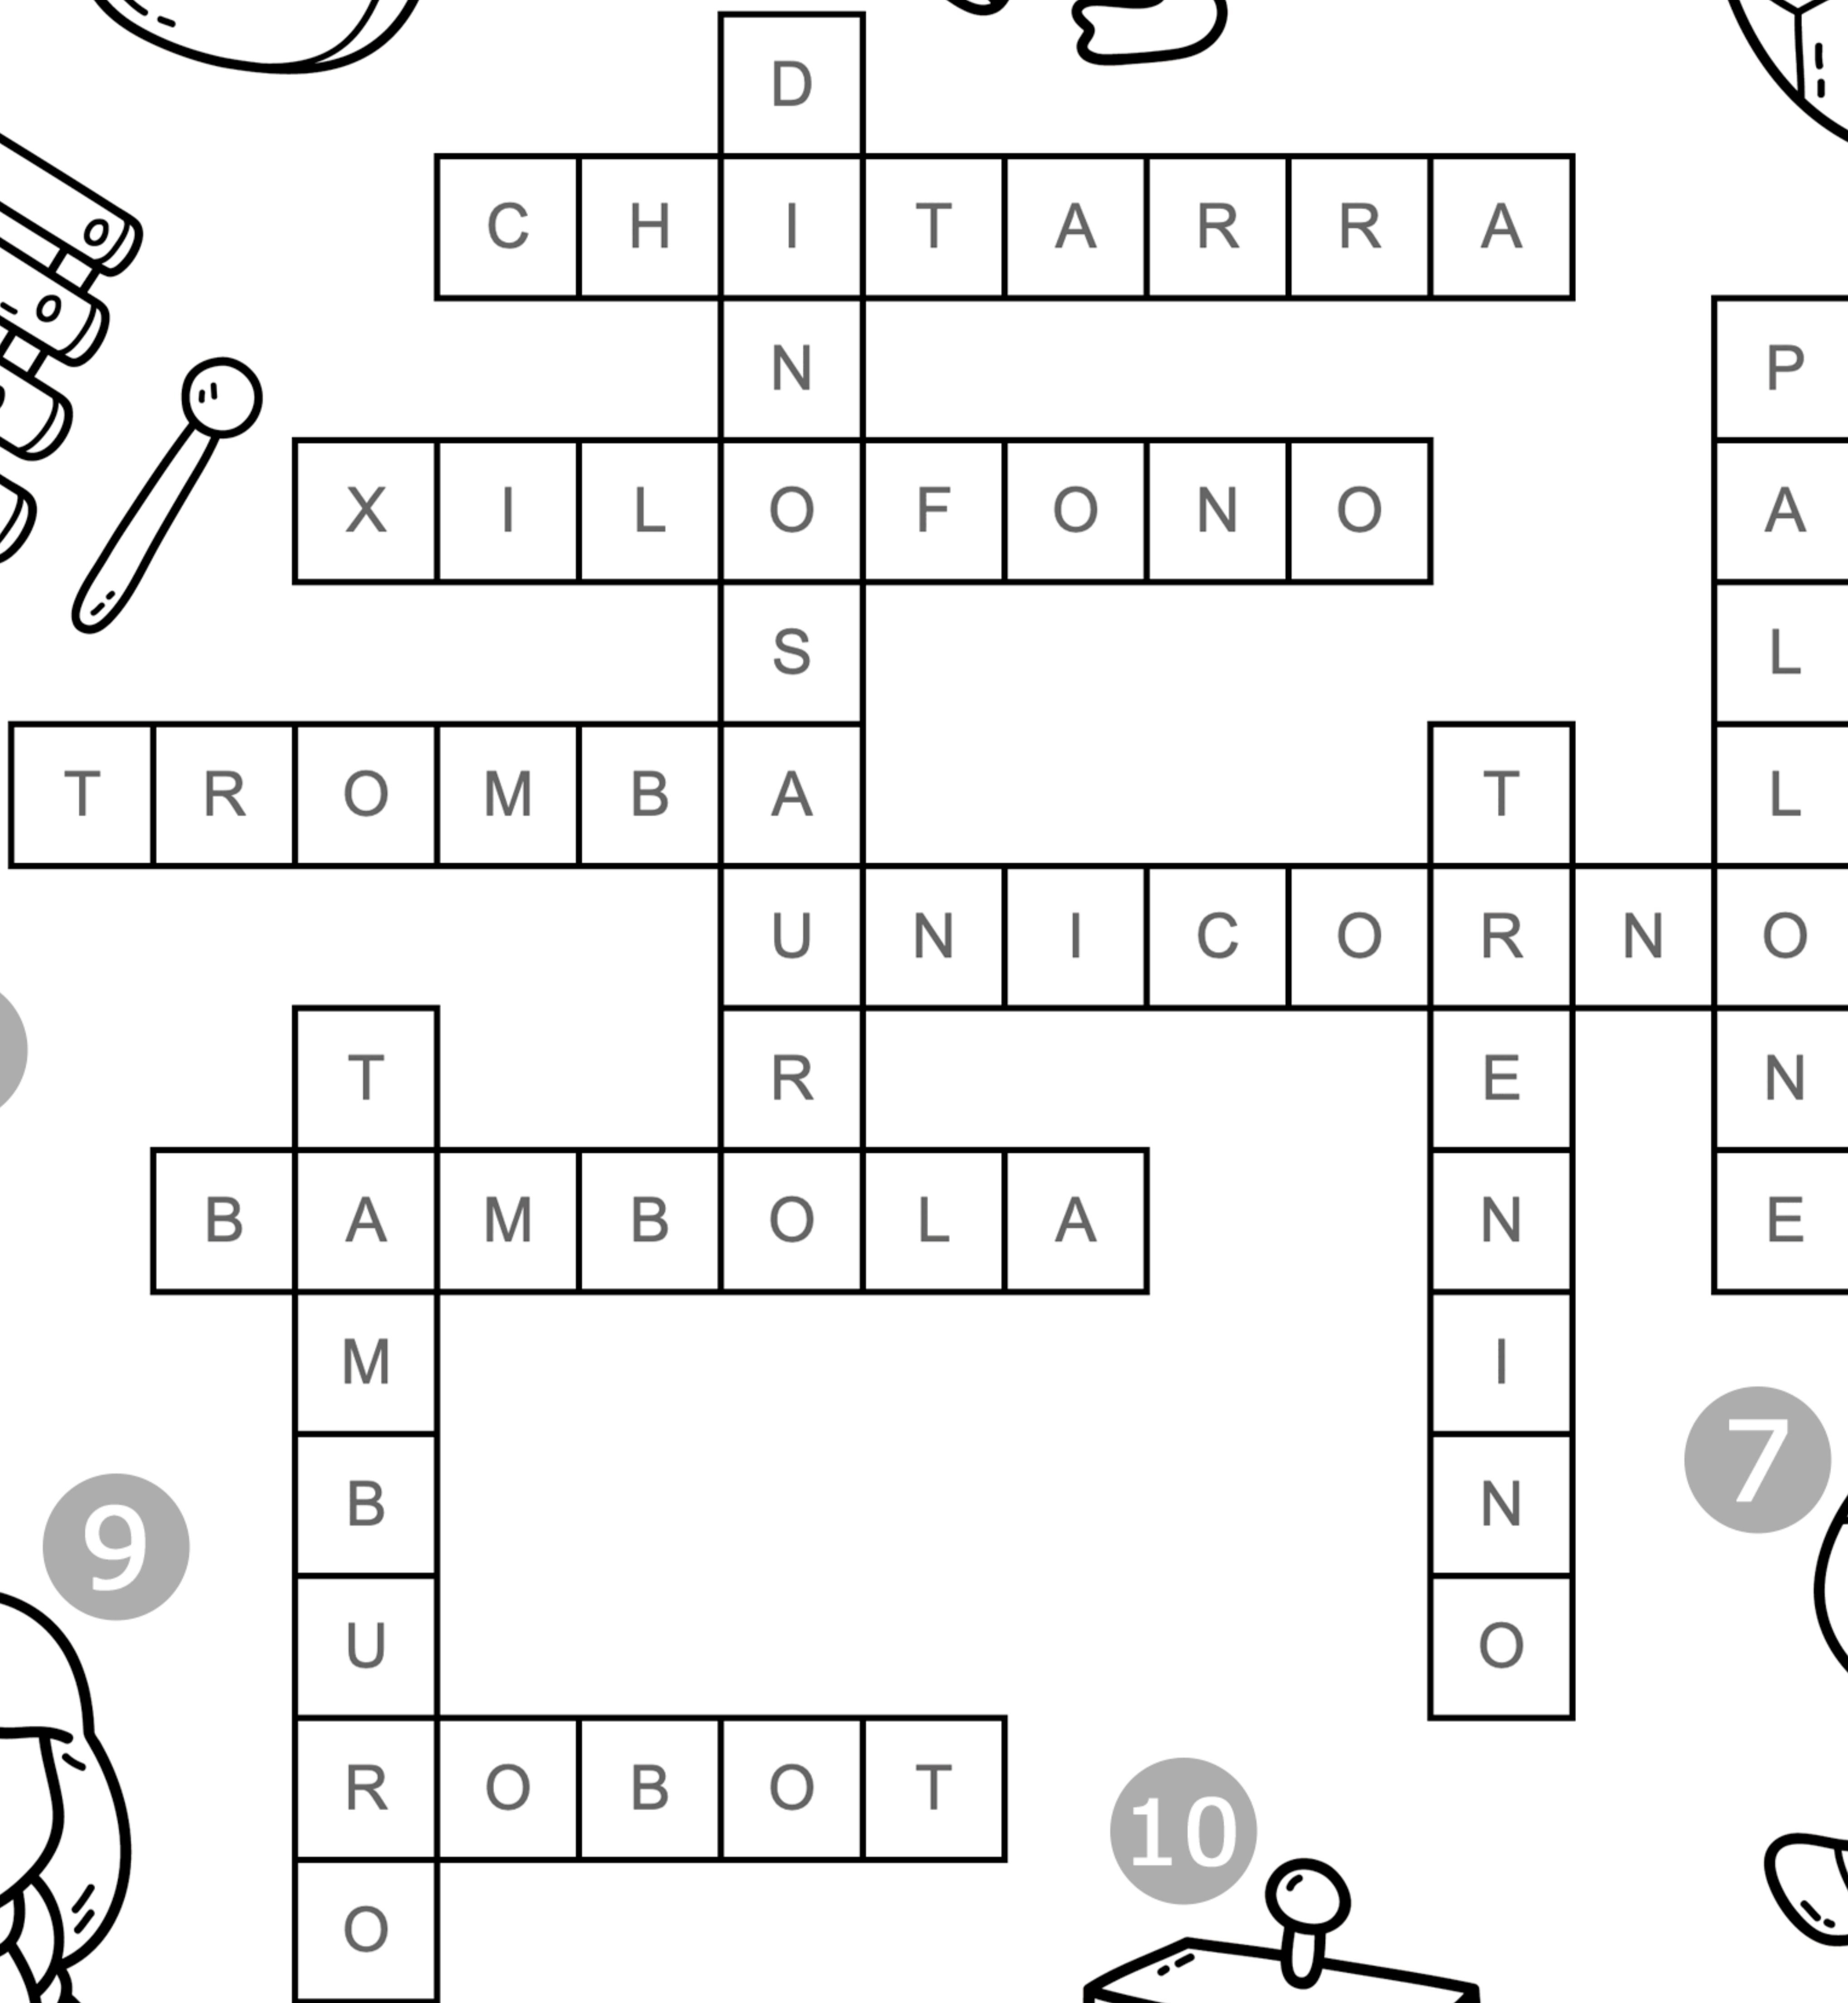 D
CHITARRA
N P
XILOFONO A
S L
TROMBA T L
UNICORNO
T R E N
BAMBOLA N E
M I
7
B N
9
U O
ROBOT
10
O